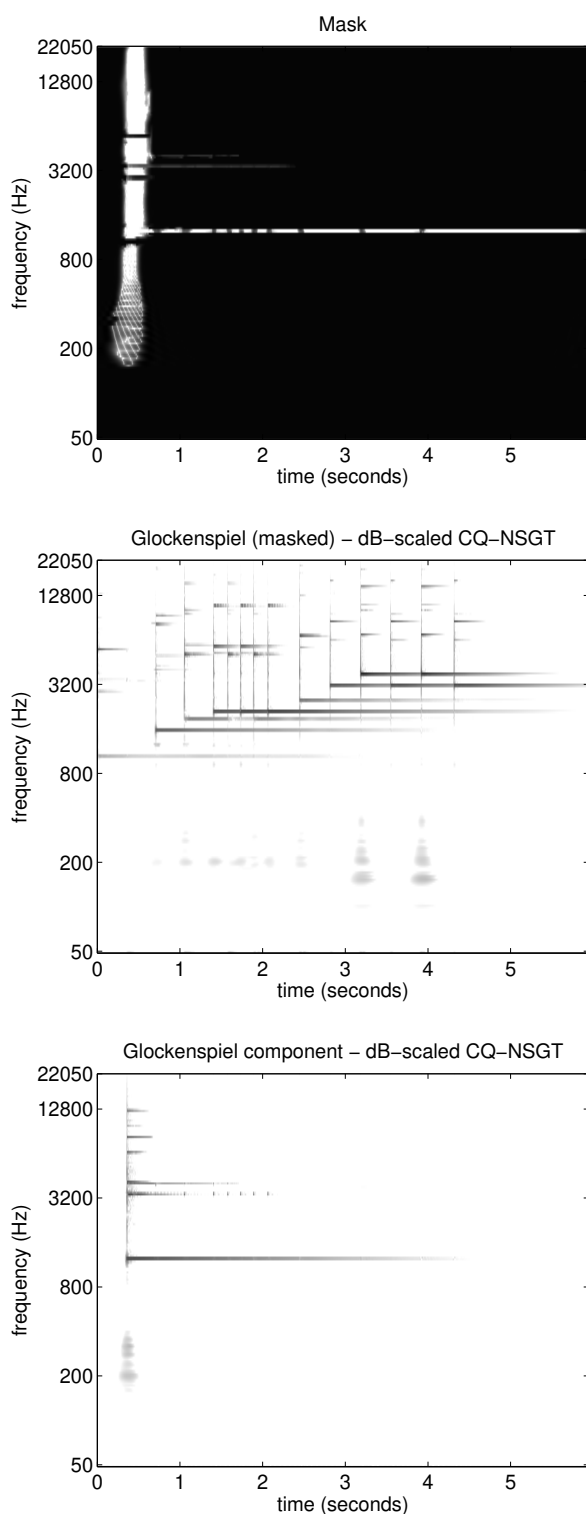 Mask
22050
12800
3200
800
200
50
frequency (Hz)
0 1 2 3 4 5
time (seconds)
Glockenspiel (masked) − dB−scaled CQ−NSGT
22050
12800
3200
800
200
50
frequency (Hz)
0 1 2 3 4 5
time (seconds)
Glockenspiel component − dB−scaled CQ−NSGT
22050
12800
3200
800
200
50
frequency (Hz)
0 1 2 3 4 5
time (seconds)